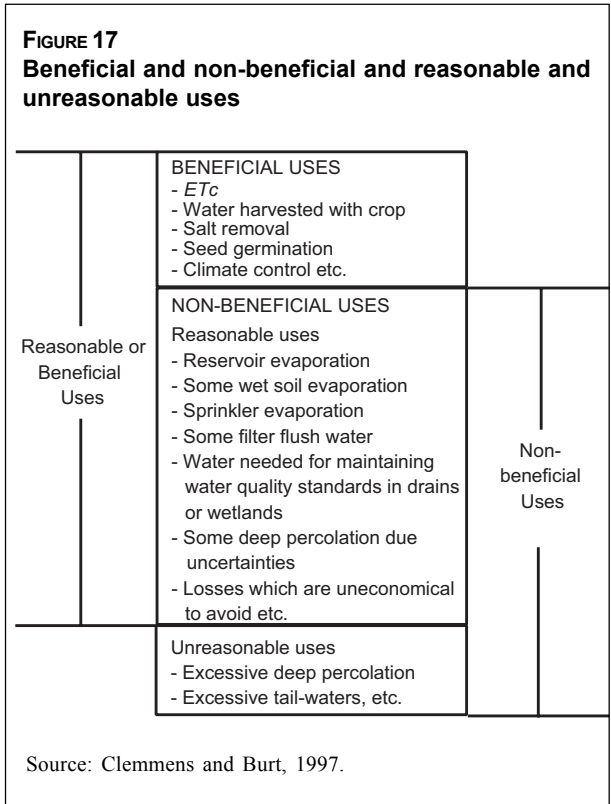 FIGURE 17
Beneficial and non-beneficial and reasonable and
unreasonable uses
BENEFICIAL USES
- ETc
- Water harvested with crop
- Salt removal
- Seed germination
- Climate control etc.
NON-BENEFICIAL USES
Reasonable uses
- Reservoir evaporation
- Some wet soil evaporation
- Sprinkler evaporation
- Some filter flush water
- Water needed for maintaining
water quality standards in drains
or wetlands
- Some deep percolation due
uncertainties
- Losses which are uneconomical
to avoid etc.
Unreasonable uses
- Excessive deep percolation
- Excessive tail-waters, etc.
Reasonable or
Beneficial
Uses
Non-
beneficial
Uses
Source: Clemmens and Burt, 1997.